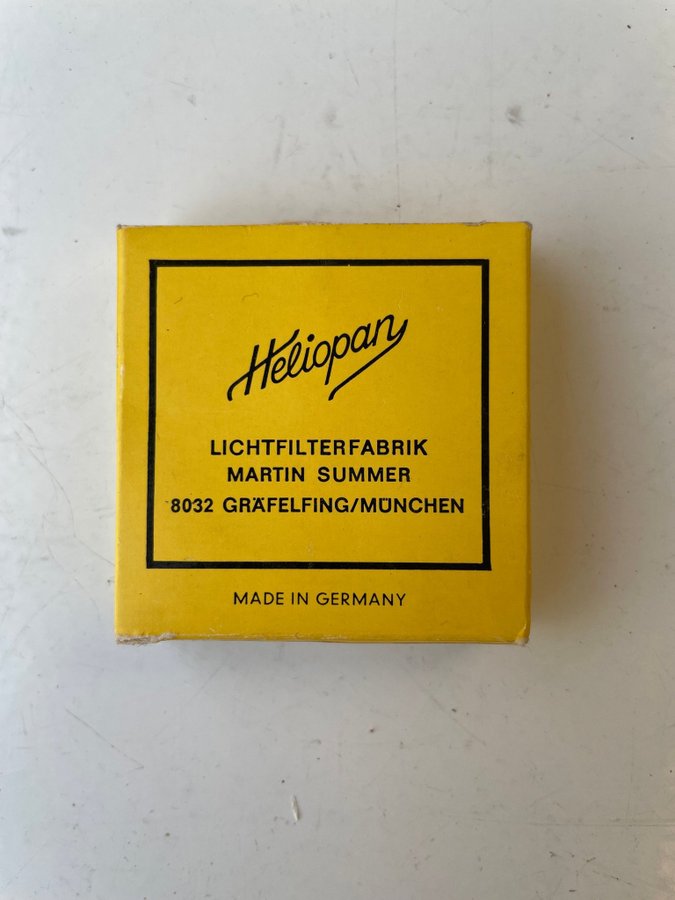 Heliopan
LICHTFILTERFABRIK
MARTIN SUMMER
8032 GRÄFELFING/MÜNCHEN
MADE IN GERMANY